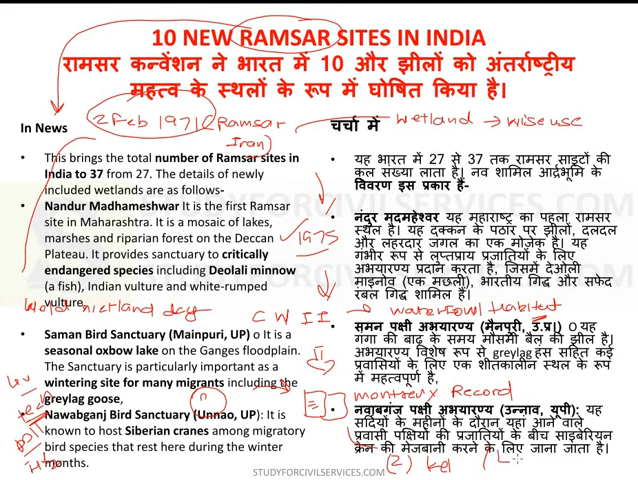 10 NEW RAMSAR SITES IN INDIA
रामसर कन्वेंशन ने भारत में 10 और झीलों को अंतर्राष्ट्रीय
महत्व के स्थलों के रूप में घोषित किया है।
2 Feb 1971 (Ramsar
Iran)
wetland → wise use
In News
• This brings the total number of Ramsar sites in
India to 37 from 27. The details of newly
included wetlands are as follows-
• Nandur Madhameshwar It is the first Ramsar
site in Maharashtra. It is a mosaic of lakes,
marshes and riparian forest on the Deccan
Plateau. It provides sanctuary to critically
endangered species including Deolali minnow
(a fish), Indian vulture and white-rumped
vulture.
1975
World wetland day
C W I I
Saman Bird Sanctuary (Mainpuri, UP) o It is a
seasonal oxbow lake on the Ganges floodplain.
The Sanctuary is particularly important as a
wintering site for many migrants including the
greylag goose,
• Nawabganj Bird Sanctuary (Unnao, UP): It is
known to host Siberian cranes among migratory
bird species that rest here during the winter
months.
चर्चा में
• यह भारत में 27 से 37 तक रामसर साइटों की
कुल संख्या लाता है। नव शामिल आर्द्रभूमि के
विवरण इस प्रकार हैं-
• नंदुर मदमहेश्वर यह महाराष्ट्र का पहला रामसर
स्थल है। यह दक्कन के पठार पर झीलों, दलदल
और लहरदार जंगल का एक मोज़ेक है। यह
गंभीर रूप से लुप्तप्राय प्रजातियों के लिए
अभयारण्य प्रदान करता है, जिसमें देओली
माइनोव (एक मछली), भारतीय गिद्ध और सफेद
रंबल गिद्ध शामिल हैं।
waterfowl habitat
• समन पक्षी अभयारण्य (मैनपुरी, उ.प्र।) O यह
गंगा की बाढ़ के समय मौसमी बैल की झील है।
अभयारण्य विशेष रूप से greylag हंस सहित कई
प्रवासियों के लिए एक शीतकालीन स्थल के रूप
में महत्वपूर्ण है,
montreux Record
• नवाबगंज पक्षी अभयारण्य (उन्नाव, यूपी): यह
सर्दियों के महीनों के दौरान यहां आने वाले
प्रवासी पक्षियों की प्रजातियों के बीच साइबेरियन
क्रेन की मेजबानी करने के लिए जाना जाता है।
(2) kel
STUDYFORCIVILSERVICES.COM